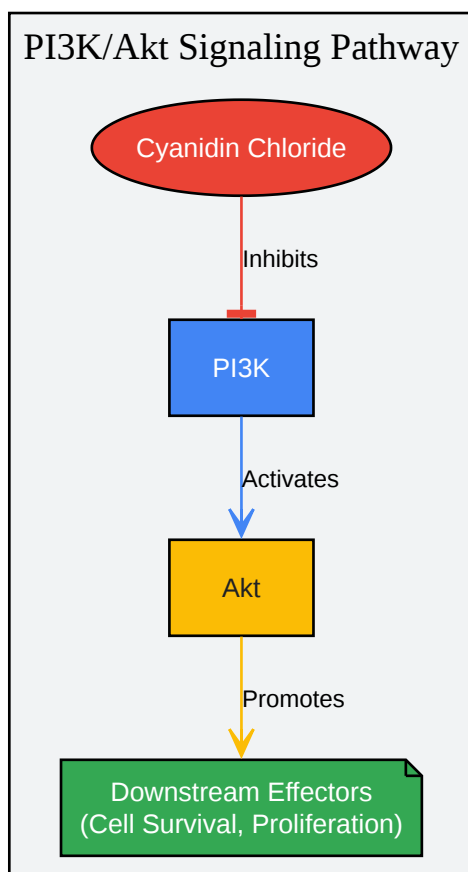 PI3K/Akt Signaling Pathway
Cyanidin Chloride
Inhibits
PI3K
Activates
Akt
Promotes
Downstream Effectors
(Cell Survival, Proliferation)